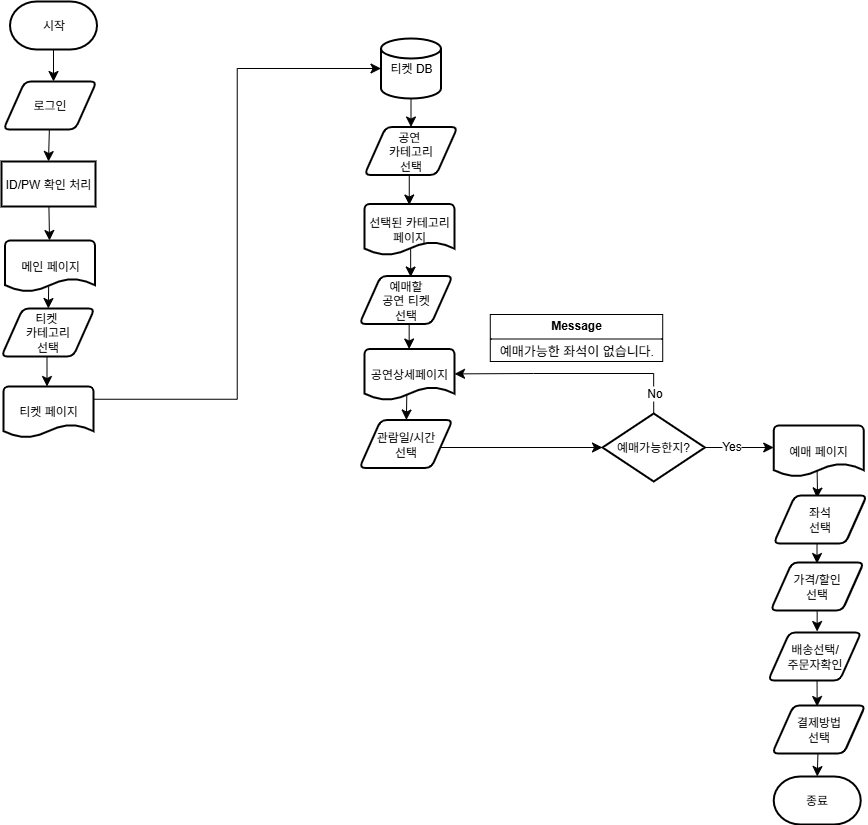 시작
로그인
ID/PW 확인 처리
메인 페이지
티켓
카테고리
선택
티켓 페이지
티켓 DB
공연
카테고리
선택
선택된 카테고리
페이지
예매할
공연 티켓
선택
Message
예매가능한 좌석이 없습니다.
공연상세페이지
No
관람일/시간
선택
예매가능한지?
Yes
예매 페이지
좌석
선택
가격/할인
선택
배송선택/
주문자확인
결제방법
선택
종료